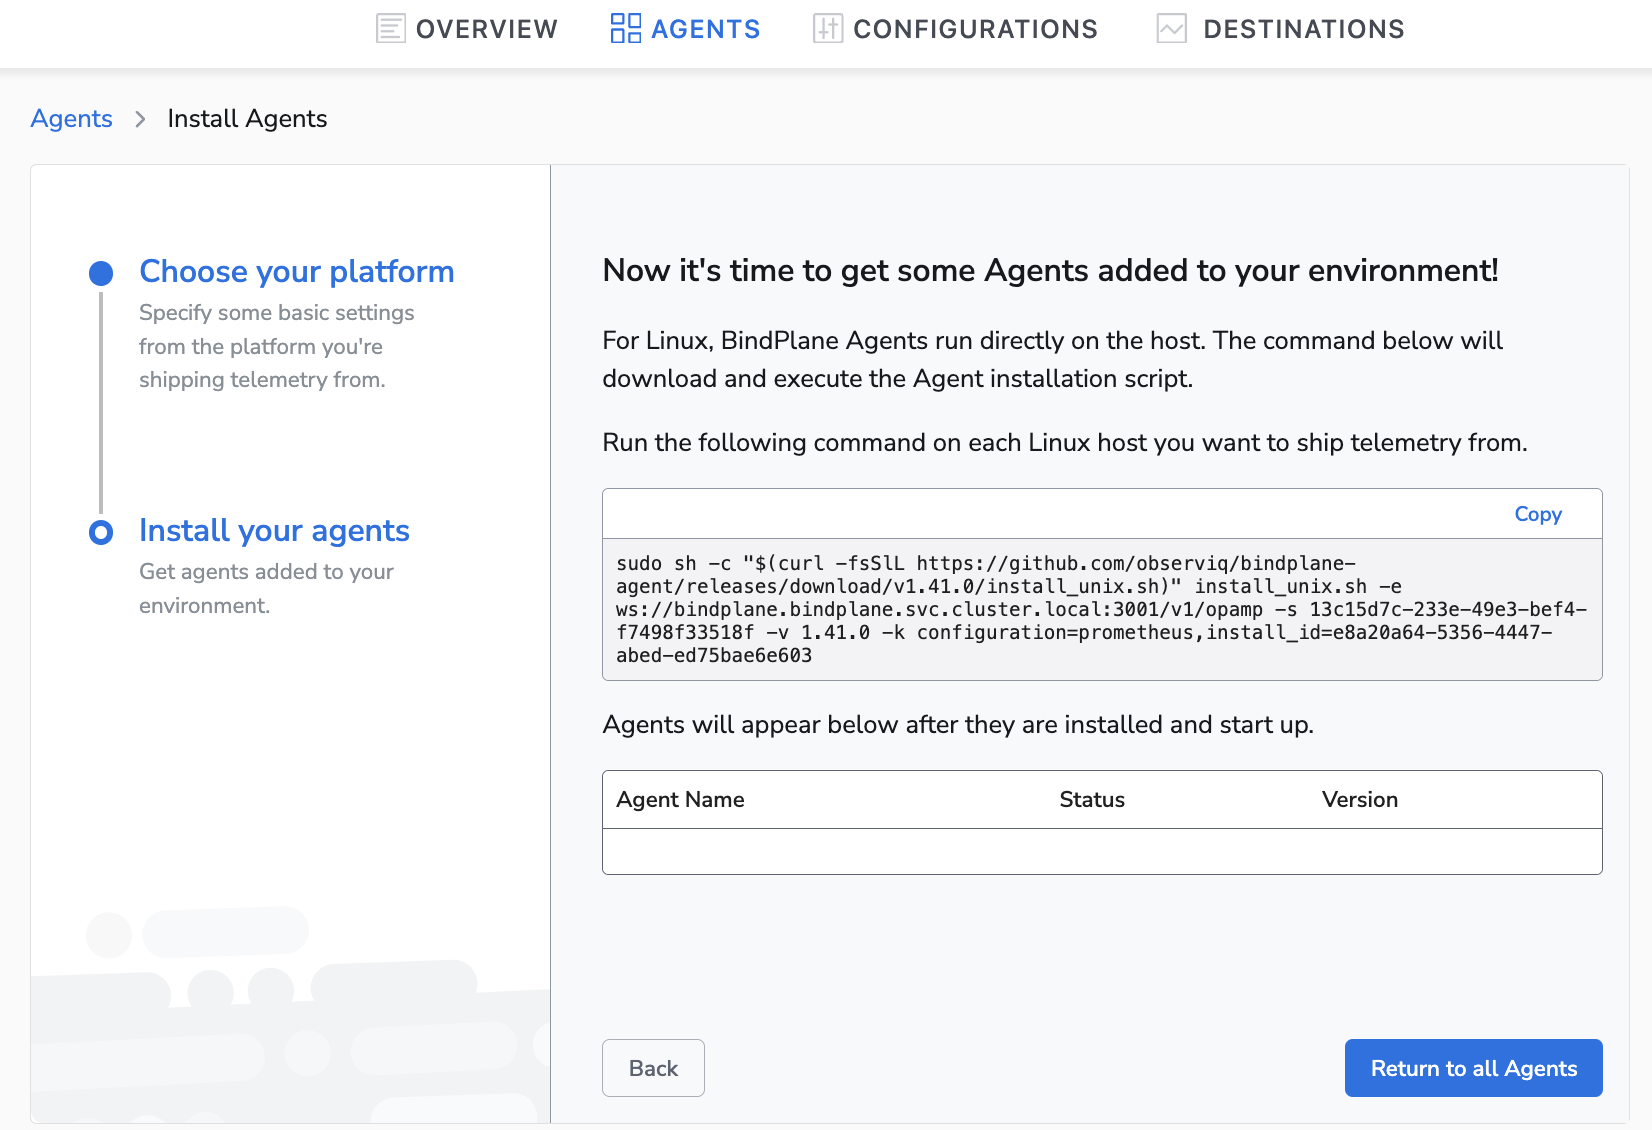 OVERVIEW AGENTS CONFIGURATIONS DESTINATIONS
Agents > Install Agents
Choose your platform
Specify some basic settings
from the platform you're
shipping telemetry from.
Install your agents
Get agents added to your
environment.
Now it's time to get some Agents added to your environment!
For Linux, BindPlane Agents run directly on the host. The command below will
download and execute the Agent installation script.
Run the following command on each Linux host you want to ship telemetry from.
Copy
sudo sh -c "$(curl -fsSlL https://github.com/observiq/bindplane-
agent/releases/download/v1.41.0/install_unix.sh)" install_unix.sh -e
ws://bindplane.bindplane.svc.cluster.local:3001/v1/opamp -s 13c15d7c-233e-49e3-bef4-
f7498f33518f -v 1.41.0 -k configuration=prometheus,install_id=e8a20a64-5356-4447-
abed-ed75bae6e603
Agents will appear below after they are installed and start up.
Agent Name Status Version
Back
Return to all Agents